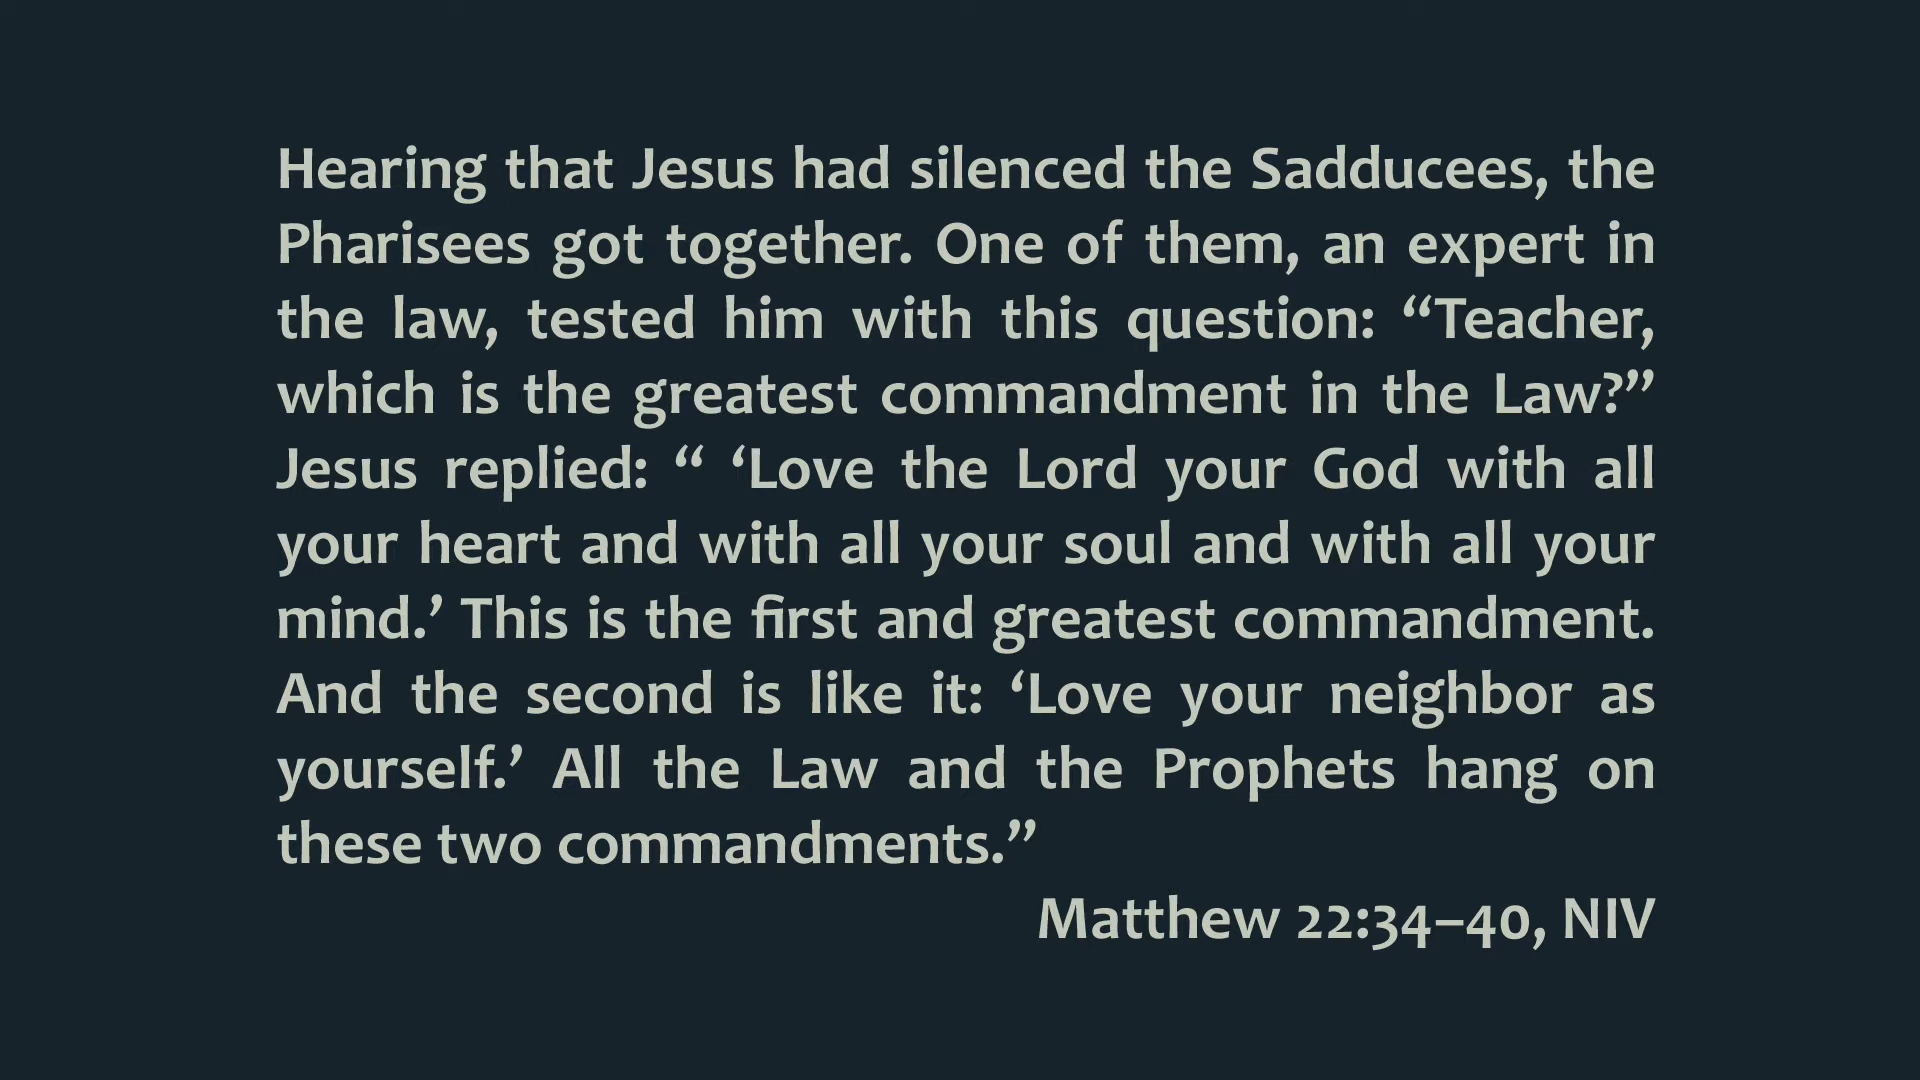 Hearing that Jesus had silenced the Sadducees, the
Pharisees got together. One of them, an expert in
the law, tested him with this question: “Teacher,
which is the greatest commandment in the Law?”
Jesus replied: “ ‘Love the Lord your God with all
your heart and with all your soul and with all your
mind.’ This is the first and greatest commandment.
And the second is like it: ‘Love your neighbor as
yourself.’ All the Law and the Prophets hang on
these two commandments.”
Matthew 22:34–40, NIV